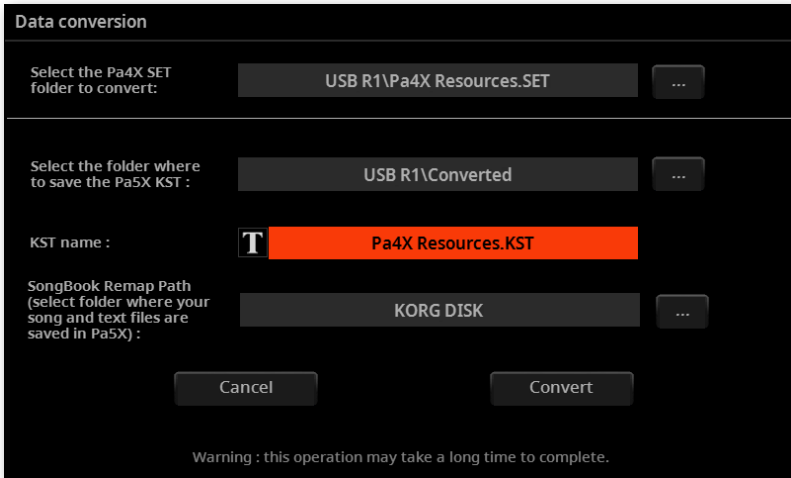 Data conversion
Select the Pa4X SET
folder to convert:
USB R1\Pa4X Resources.SET
...
Select the folder where
to save the Pa5X KST :
USB R1\Converted
...
KST name :
T
Pa4X Resources.KST
SongBook Remap Path
(select folder where your
song and text files are
saved in Pa5X) :
KORG DISK
...
Cancel
Convert
Warning : this operation may take a long time to complete.